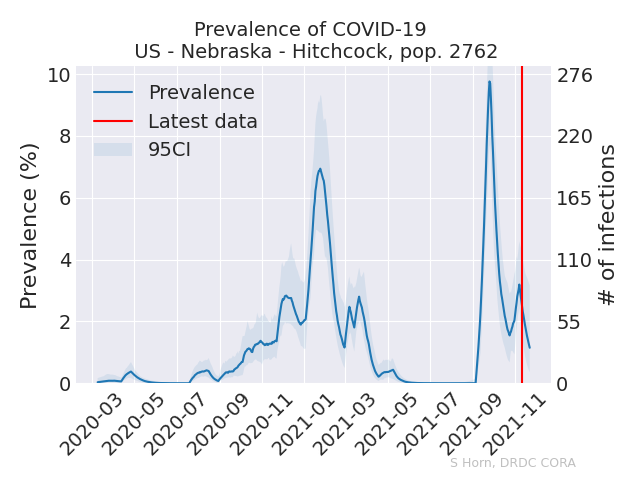 Prevalence of COVID-19
US - Nebraska - Hitchcock, pop. 2762
Prevalence
Latest data
95CI
Prevalence (%)
10
8
6
4
2
0
276
220
165
110
55
0
# of infections
2020-03
2020-05
2020-07
2020-09
2020-11
2021-01
2021-03
2021-05
2021-07
2021-09
2021-11
S Horn, DRDC CORA